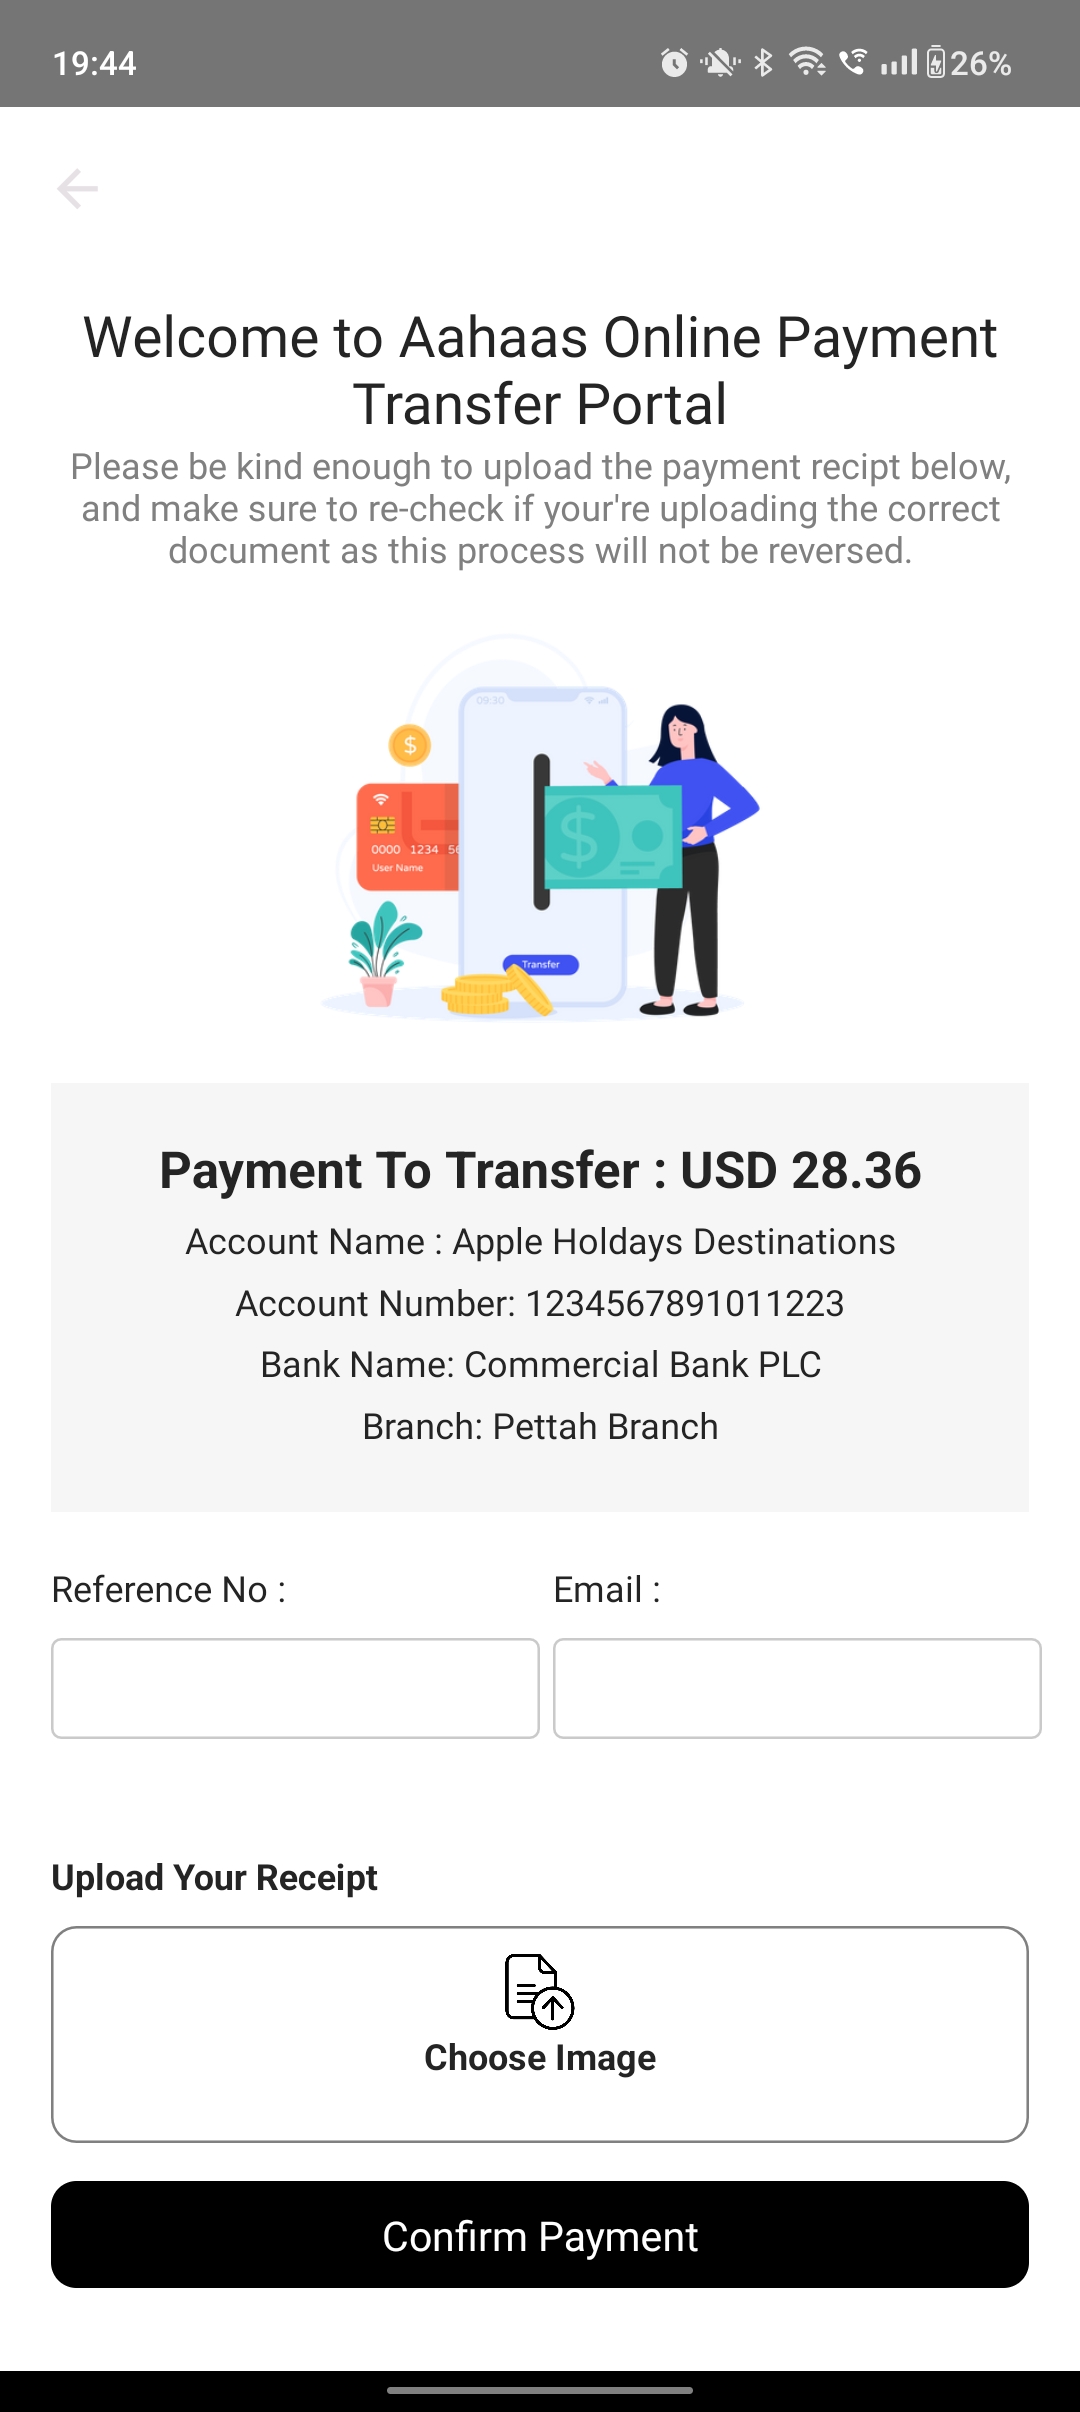 19:44
26%
Welcome to Aahaas Online Payment
Transfer Portal
Please be kind enough to upload the payment recipt below,
and make sure to re-check if your're uploading the correct
document as this process will not be reversed.
09:30
$
0000 1234 56
User Name
$
Transfer
Payment To Transfer : USD 28.36
Account Name : Apple Holdays Destinations
Account Number: 1234567891011223
Bank Name: Commercial Bank PLC
Branch: Pettah Branch
Reference No :
Email :
Upload Your Receipt
Choose Image
Confirm Payment